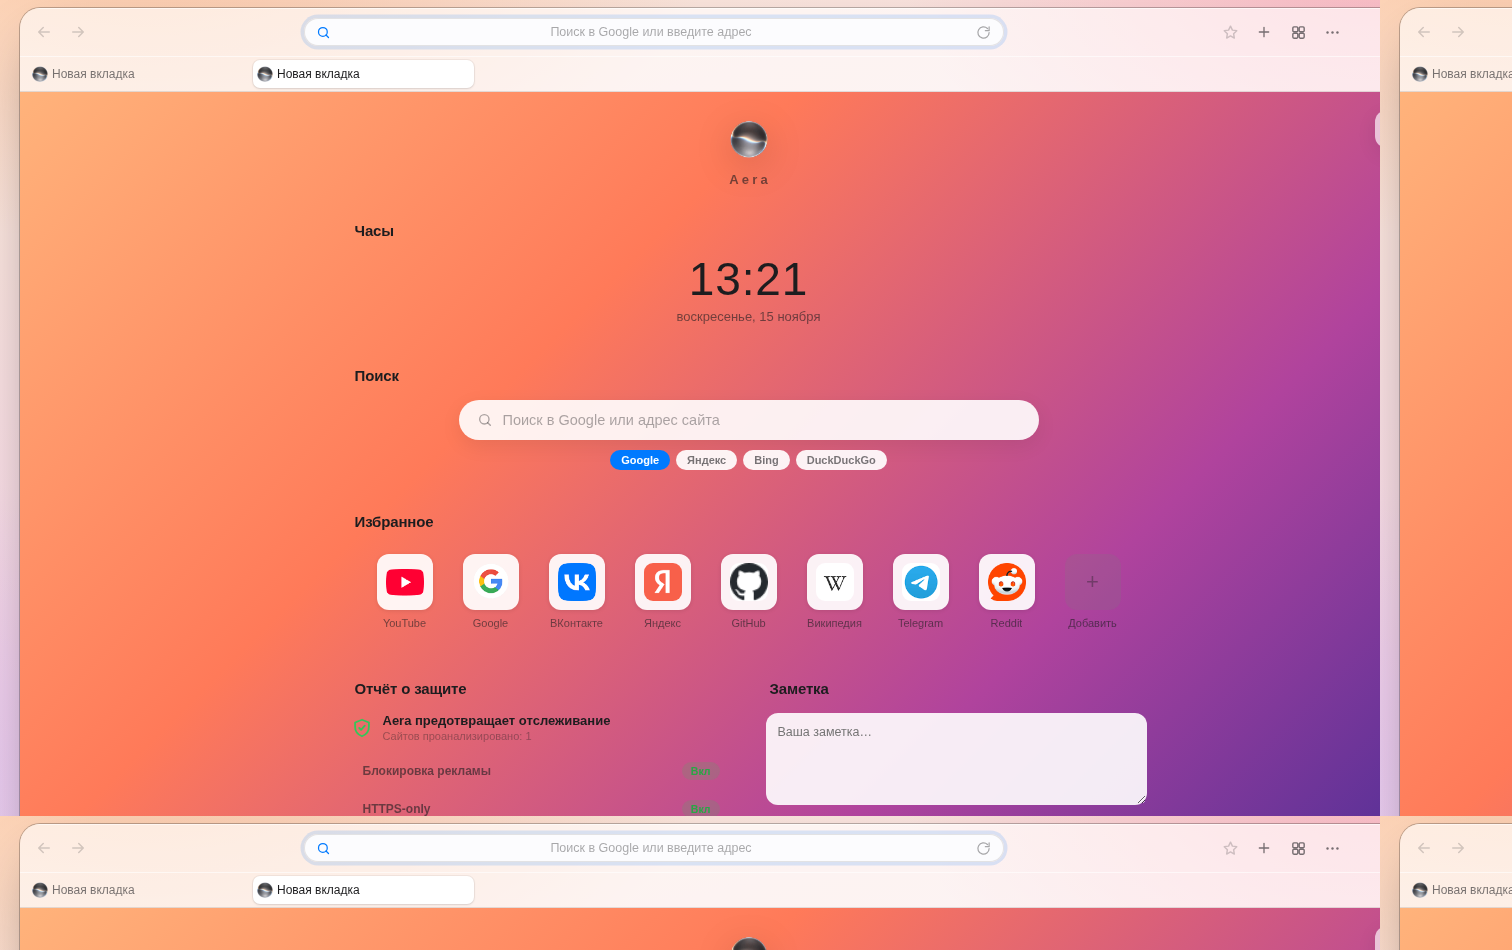 Поиск в Google или введите адрес
Новая вкладка
Новая вкладка
Новая вкладка
Aera
Часы
13:21
воскресенье, 15 ноября
Поиск
Поиск в Google или адрес сайта
Google
Яндекс
Bing
DuckDuckGo
Избранное
YouTube
Google
ВКонтакте
Яндекс
GitHub
Википедия
Telegram
Reddit
Добавить
Отчёт о защите
Заметка
Aera предотвращает отслеживание
Сайтов проанализировано: 1
Ваша заметка…
Блокировка рекламы
Вкл
HTTPS-only
Вкл
Поиск в Google или введите адрес
Новая вкладка
Новая вкладка
Новая вкладка